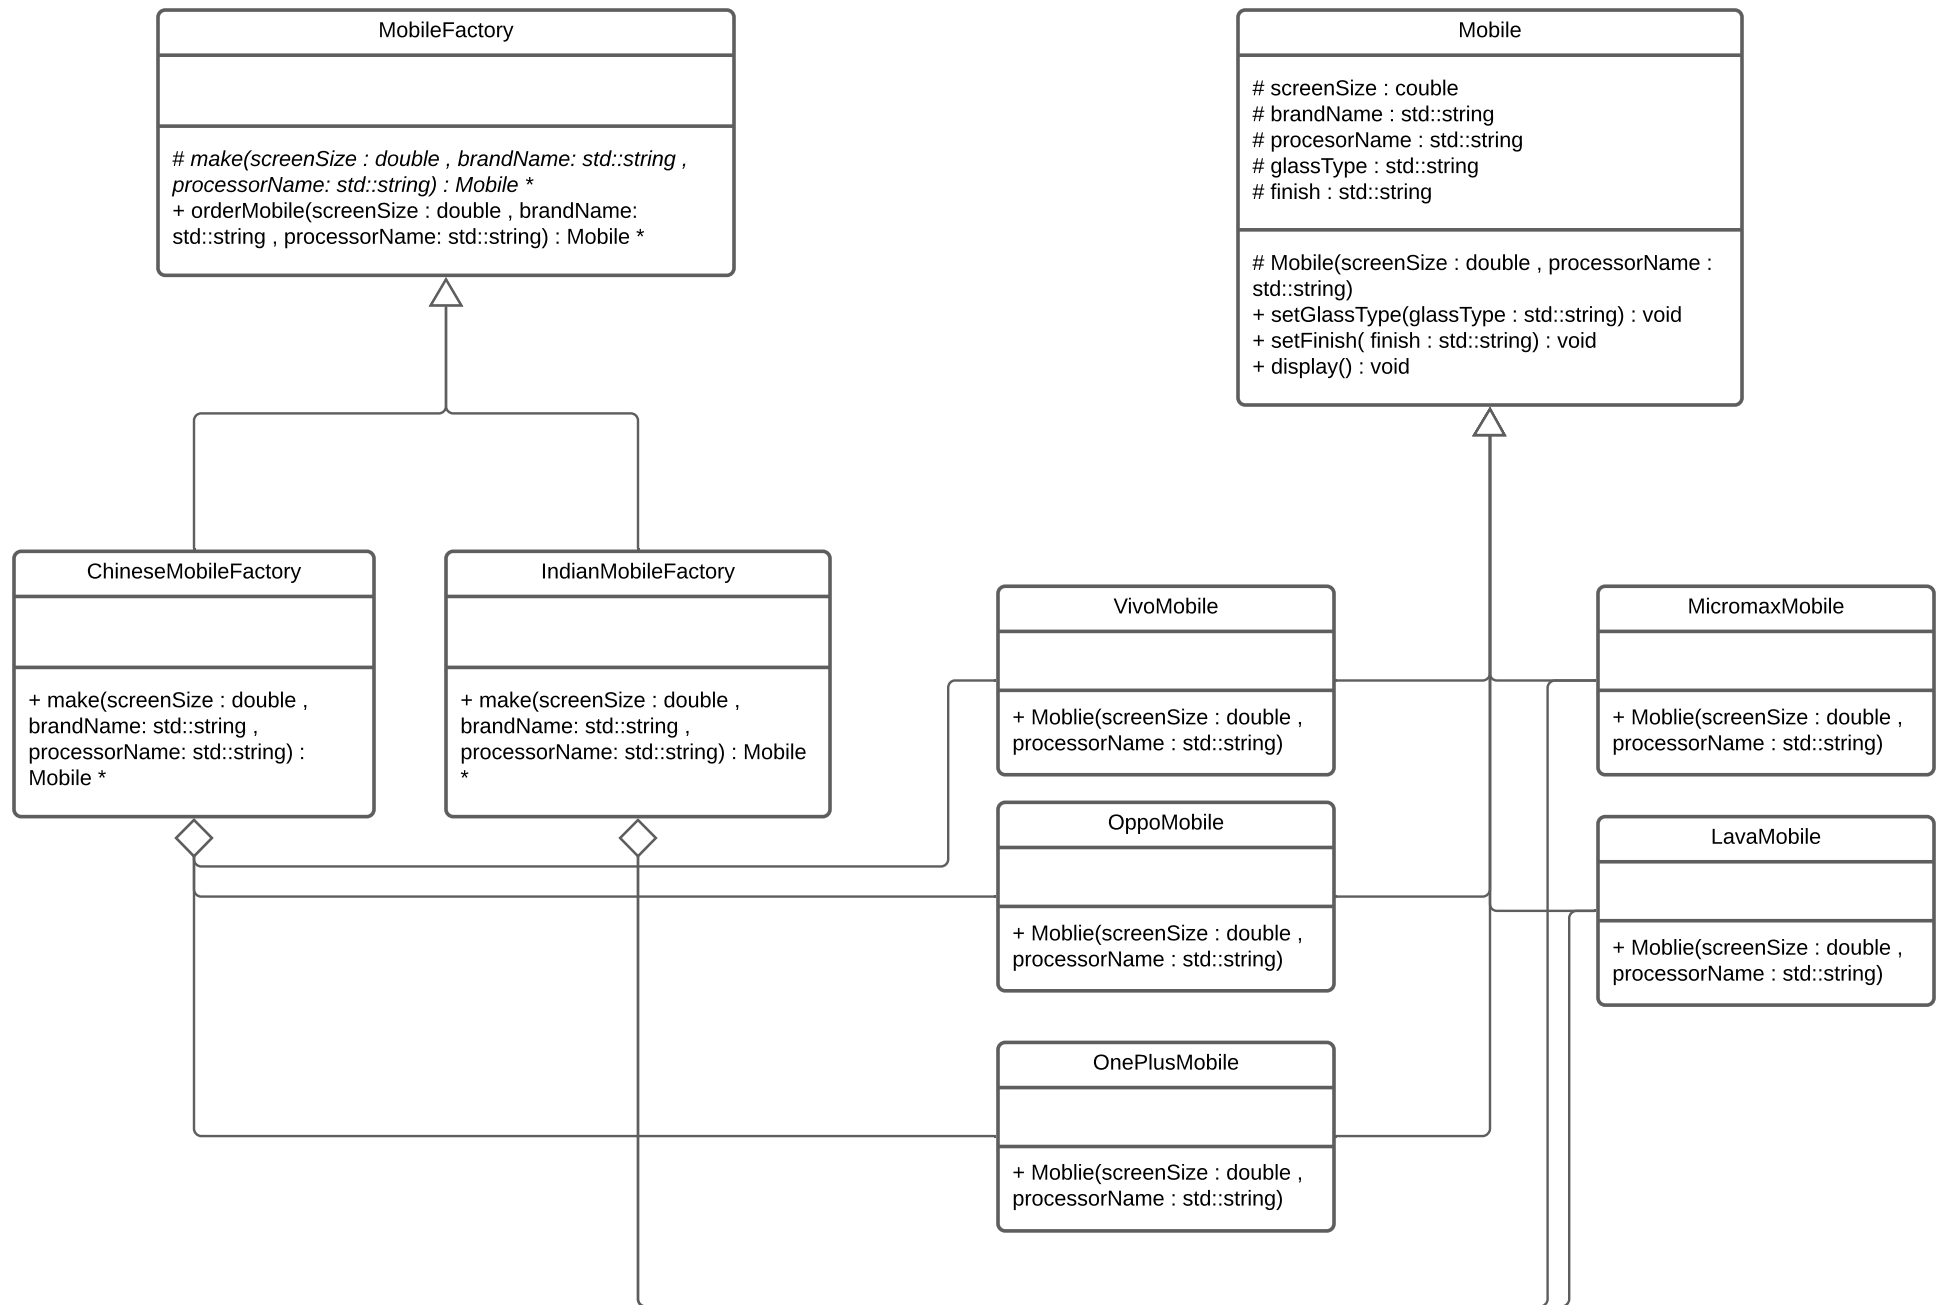 MobileFactory
# make(screenSize : double , brandName: std::string ,
processorName: std::string) : Mobile *
+ orderMobile(screenSize : double , brandName:
std::string , processorName: std::string) : Mobile *
Mobile
# screenSize : couble
# brandName : std::string
# procesorName : std::string
# glassType : std::string
# finish : std::string
# Mobile(screenSize : double , processorName :
std::string)
+ setGlassType(glassType : std::string) : void
+ setFinish( finish : std::string) : void
+ display() : void
ChineseMobileFactory
+ make(screenSize : double ,
brandName: std::string ,
processorName: std::string) :
Mobile *
IndianMobileFactory
+ make(screenSize : double ,
brandName: std::string ,
processorName: std::string) : Mobile
*
VivoMobile
+ Moblie(screenSize : double ,
processorName : std::string)
MicromaxMobile
+ Moblie(screenSize : double ,
processorName : std::string)
OppoMobile
+ Moblie(screenSize : double ,
processorName : std::string)
LavaMobile
+ Moblie(screenSize : double ,
processorName : std::string)
OnePlusMobile
+ Moblie(screenSize : double ,
processorName : std::string)